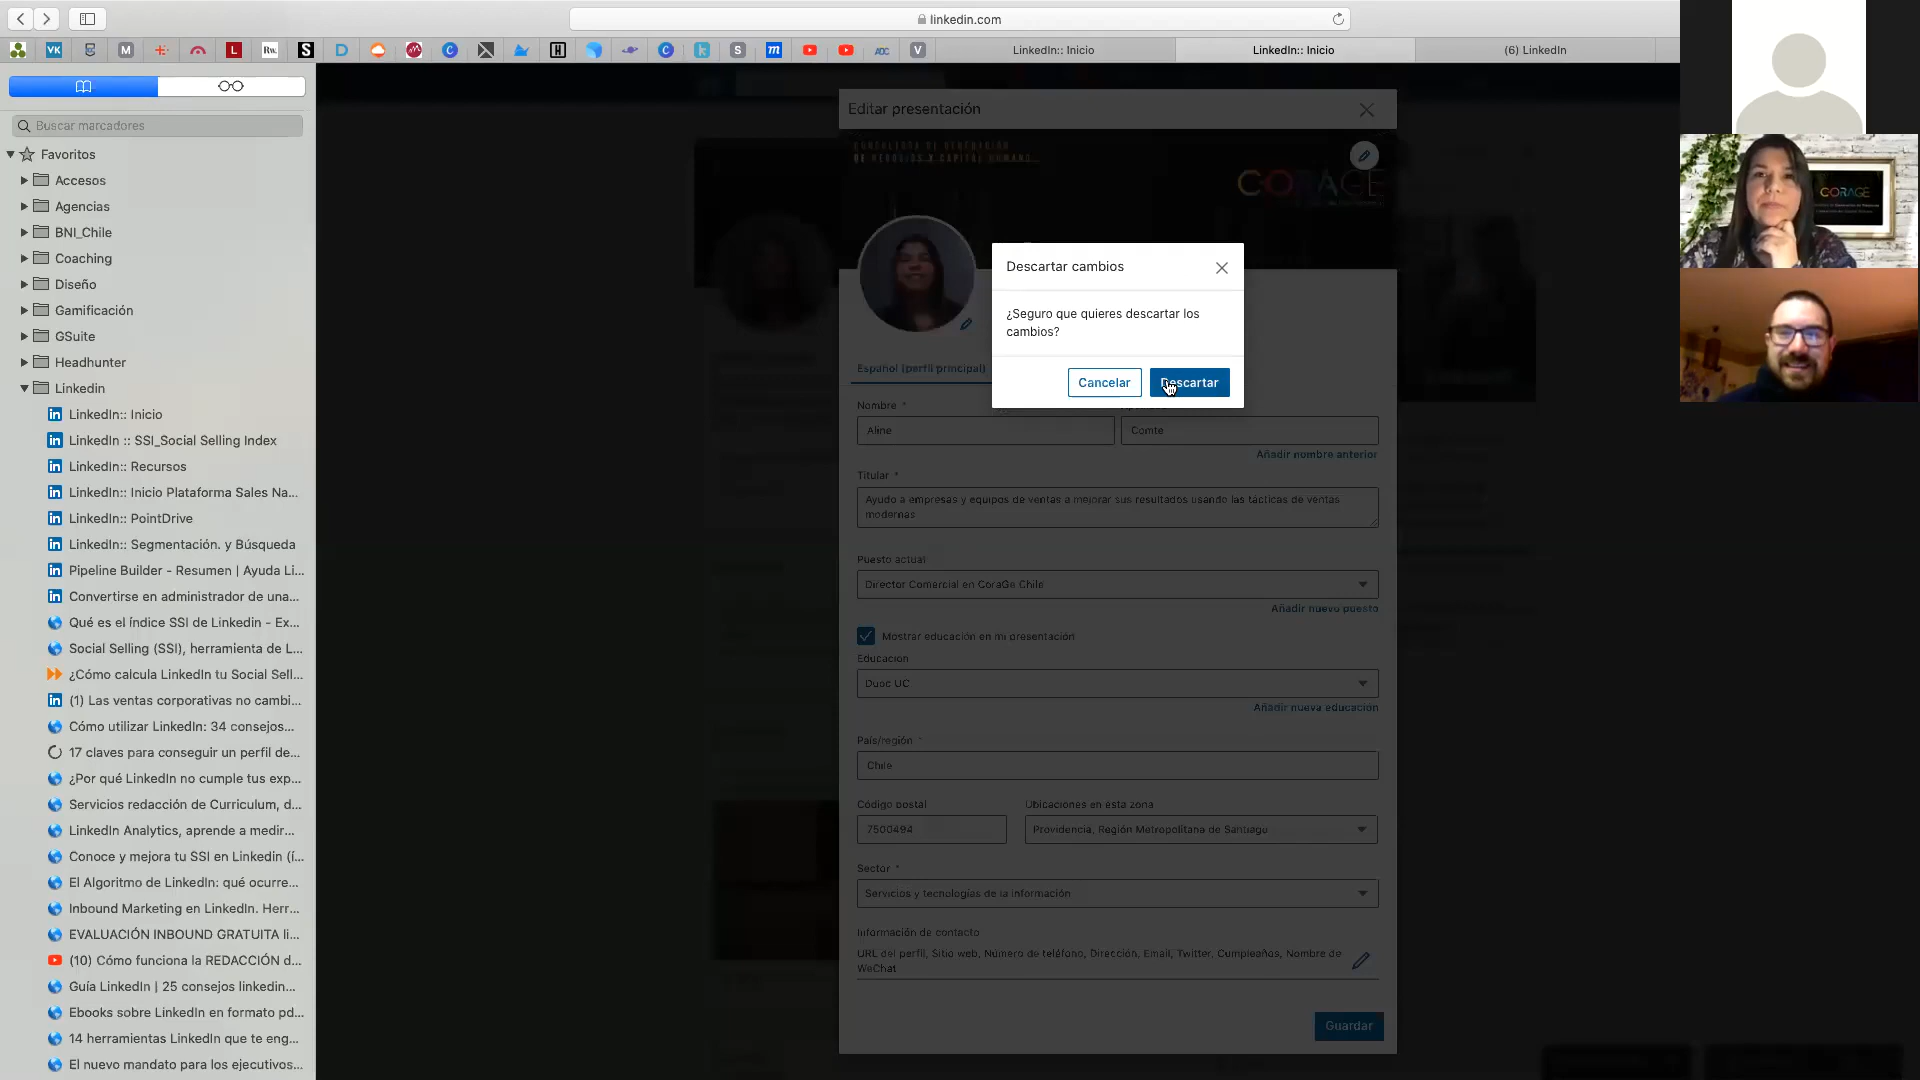 linkedin.com
LinkedIn:: Inicio
LinkedIn:: Inicio
(6) LinkedIn
Buscar marcadores
Favoritos
Accesos
Agencias
BNI_Chile
Coaching
Diseño
Gamificación
GSuite
Headhunter
Linkedin
LinkedIn:: Inicio
LinkedIn :: SSI_Social Selling Index
LinkedIn:: Recursos
LinkedIn:: Inicio Plataforma Sales Na...
LinkedIn:: PointDrive
LinkedIn:: Segmentación. y Búsqueda
Pipeline Builder - Resumen | Ayuda Li...
Convertirse en administrador de una...
Qué es el índice SSI de Linkedin - Ex...
Social Selling (SSI), herramienta de L...
¿Cómo calcula LinkedIn tu Social Sell...
(1) Las ventas corporativas no cambi...
Cómo utilizar LinkedIn: 34 consejos...
17 claves para conseguir un perfil de...
¿Por qué LinkedIn no cumple tus exp...
Servicios redacción de Curriculum, d...
LinkedIn Analytics, aprende a medir...
Conoce y mejora tu SSI en Linkedin (í...
El Algoritmo de LinkedIn: qué ocurre...
Inbound Marketing en LinkedIn. Herr...
EVALUACIÓN INBOUND GRATUITA li...
(10) Cómo funciona la REDACCIÓN d...
Guía LinkedIn | 25 consejos linkedin...
Ebooks sobre LinkedIn en formato pd...
14 herramientas LinkedIn que te eng...
El nuevo mandato para los ejecutivos...
Editar presentación
CONSULTORA DE GENERACIÓN
DE NEGOCIOS Y CAPITAL HUMANO
CORAGE
Descartar cambios
¿Seguro que quieres descartar los
cambios?
Cancelar
Descartar
Español (perfil principal)
Nombre *
Aline
Comte
Añadir nombre anterior
Titular *
Ayudo a empresas y equipos de ventas a mejorar sus resultados usando las tácticas de ventas
modernas
Puesto actual
Director Comercial en CoraGe Chile
Añadir nuevo puesto
Mostrar educación en mi presentación
Educación
Duoc UC
Añadir nueva educación
País/región *
Chile
Código postal
7500494
Ubicaciones en esta zona
Providencia, Región Metropolitana de Santiago
Sector *
Servicios y tecnologías de la información
Información de contacto
URL del perfil, Sitio web, Número de teléfono, Dirección, Email, Twitter, Cumpleaños, Nombre de
WeChat
Guardar
CORAGE